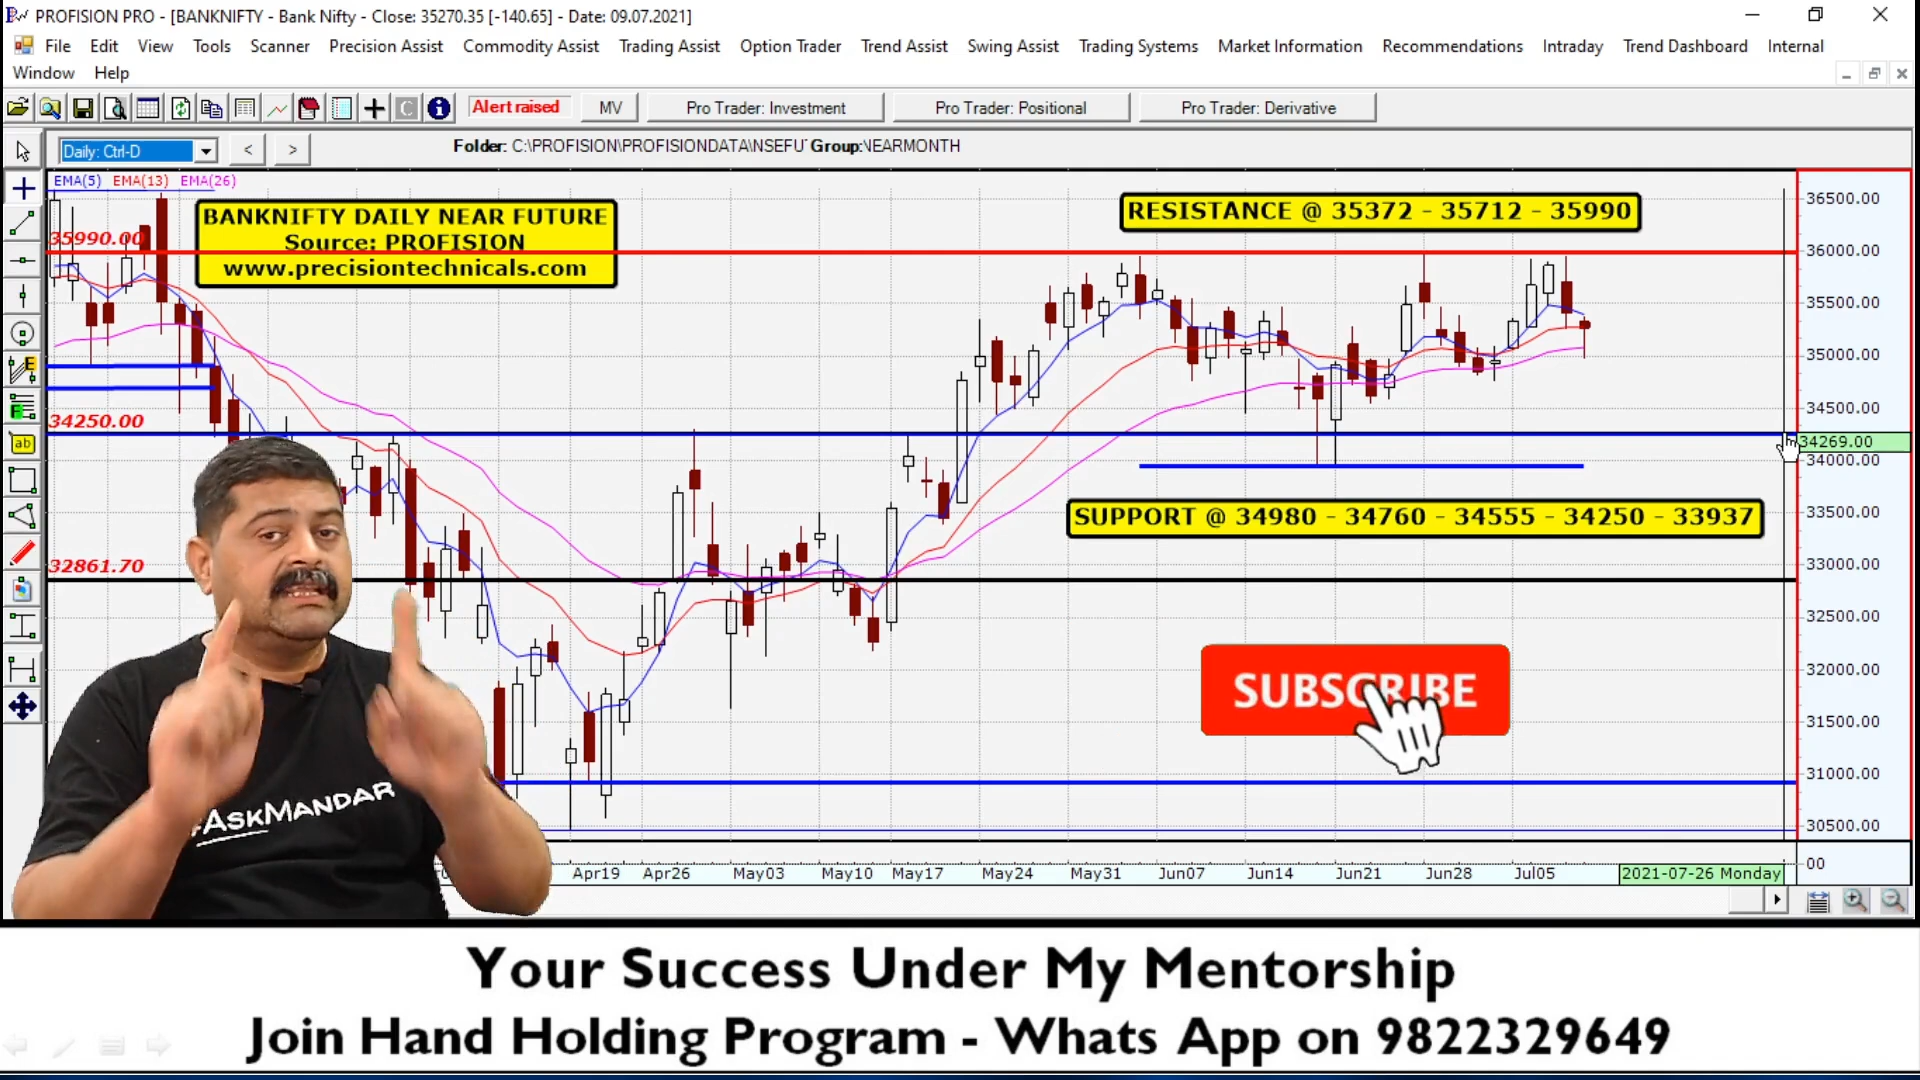 PROFISION PRO - [BANKNIFTY - Bank Nifty - Close: 35270.35 [-140.65] - Date: 09.07.2021]
File Edit View Tools Scanner Precision Assist Commodity Assist Trading Assist Option Trader Trend Assist Swing Assist Trading Systems Market Information Recommendations Intraday Trend Dashboard Internal
Window Help
Alert raised MV Pro Trader: Investment Pro Trader: Positional Pro Trader: Derivative
Daily: Ctrl-D < > Folder: C:\PROFISION\PROFISIONDATA\NSEFU Group: NEARMONTH
EMA(5) EMA(13) EMA(26)
BANKNIFTY DAILY NEAR FUTURE
Source: PROFISION
www.precisiontechnicals.com
RESISTANCE @ 35372 - 35712 - 35990
35990.00
34250.00
32861.70
SUPPORT @ 34980 - 34760 - 34555 - 34250 - 33937
SUBSCRIBE
36500.00
36000.00
35500.00
35000.00
34500.00
34269.00
34000.00
33500.00
33000.00
32500.00
32000.00
31500.00
31000.00
30500.00
00
ASKMANDAR
Apr19 Apr26 May03 May10 May17 May24 May31 Jun07 Jun14 Jun21 Jun28 Jul05 2021-07-26 Monday
Your Success Under My Mentorship
Join Hand Holding Program - Whats App on 9822329649